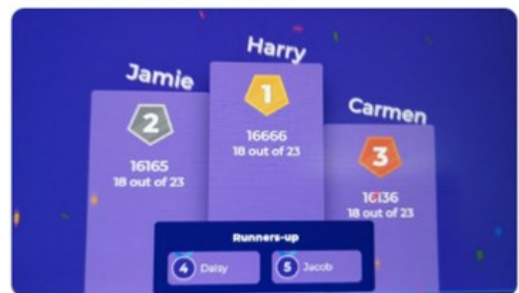 Harry
Jamie
Carmen
1
2
3
16666
18 out of 23
16165
18 out of 23
16136
18 out of 23
Runners-up
4 Daisy
5 Jacob